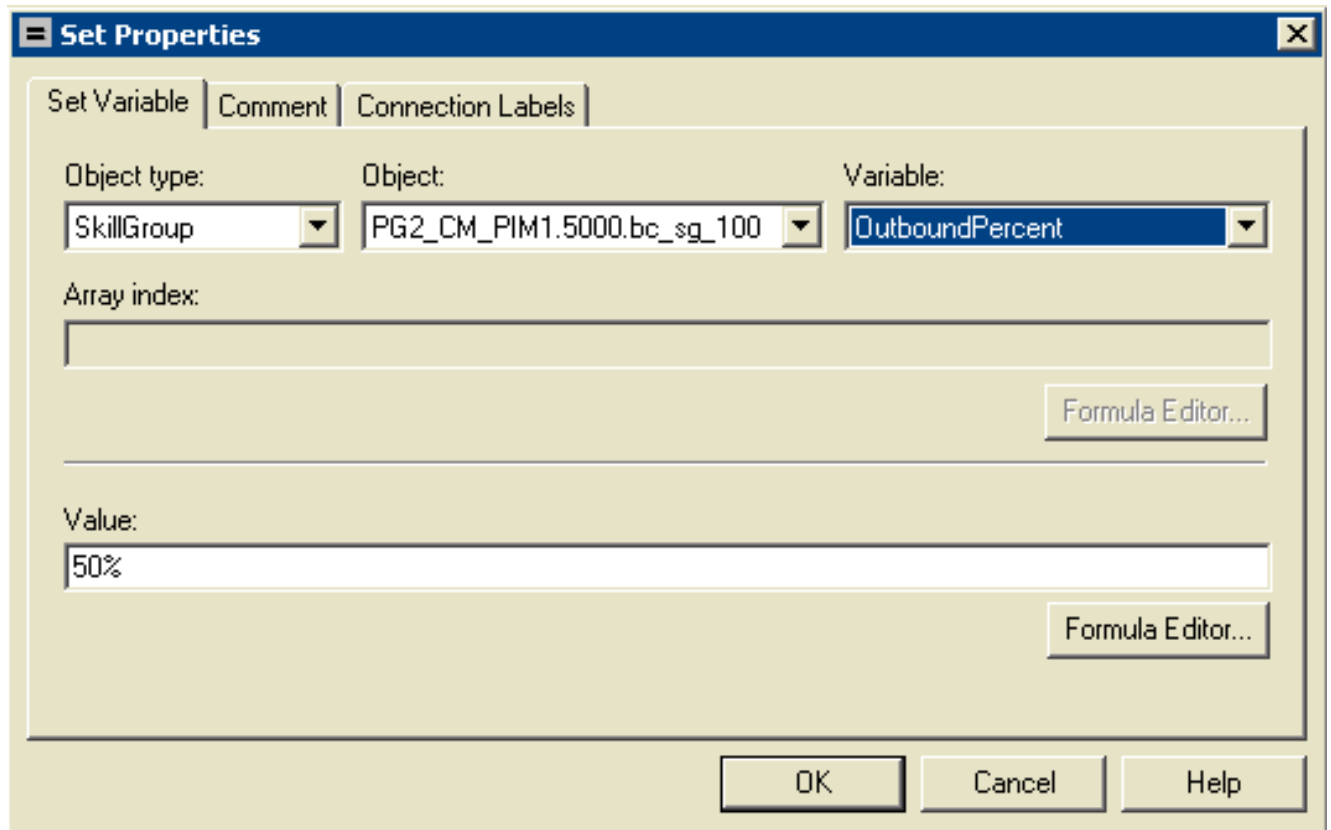 Set Properties
Set Variable Comment Connection Labels
Object type: Object: Variable:
SkillGroup PG2_CM_PIM1.5000.bc_sg_100 OutboundPercent
Array index:
Formula Editor...
Value:
50%
Formula Editor...
OK Cancel Help